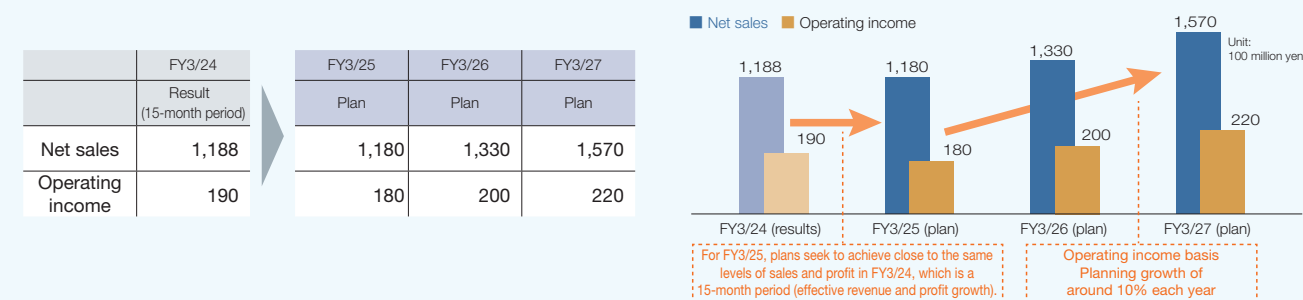 FY3/24 FY3/25 FY3/26 FY3/27
Result
(15-month period) Plan Plan Plan
Net sales 1,188 1,180 1,330 1,570
Operating
income 190 180 200 220
Net sales Operating income
Unit:
100 million yen
1,188 190 1,180 180 1,330 200 1,570 220
FY3/24 (results) FY3/25 (plan) FY3/26 (plan) FY3/27 (plan)
For FY3/25, plans seek to achieve close to the same
levels of sales and profit in FY3/24, which is a
15-month period (effective revenue and profit growth).
Operating income basis
Planning growth of
around 10% each year